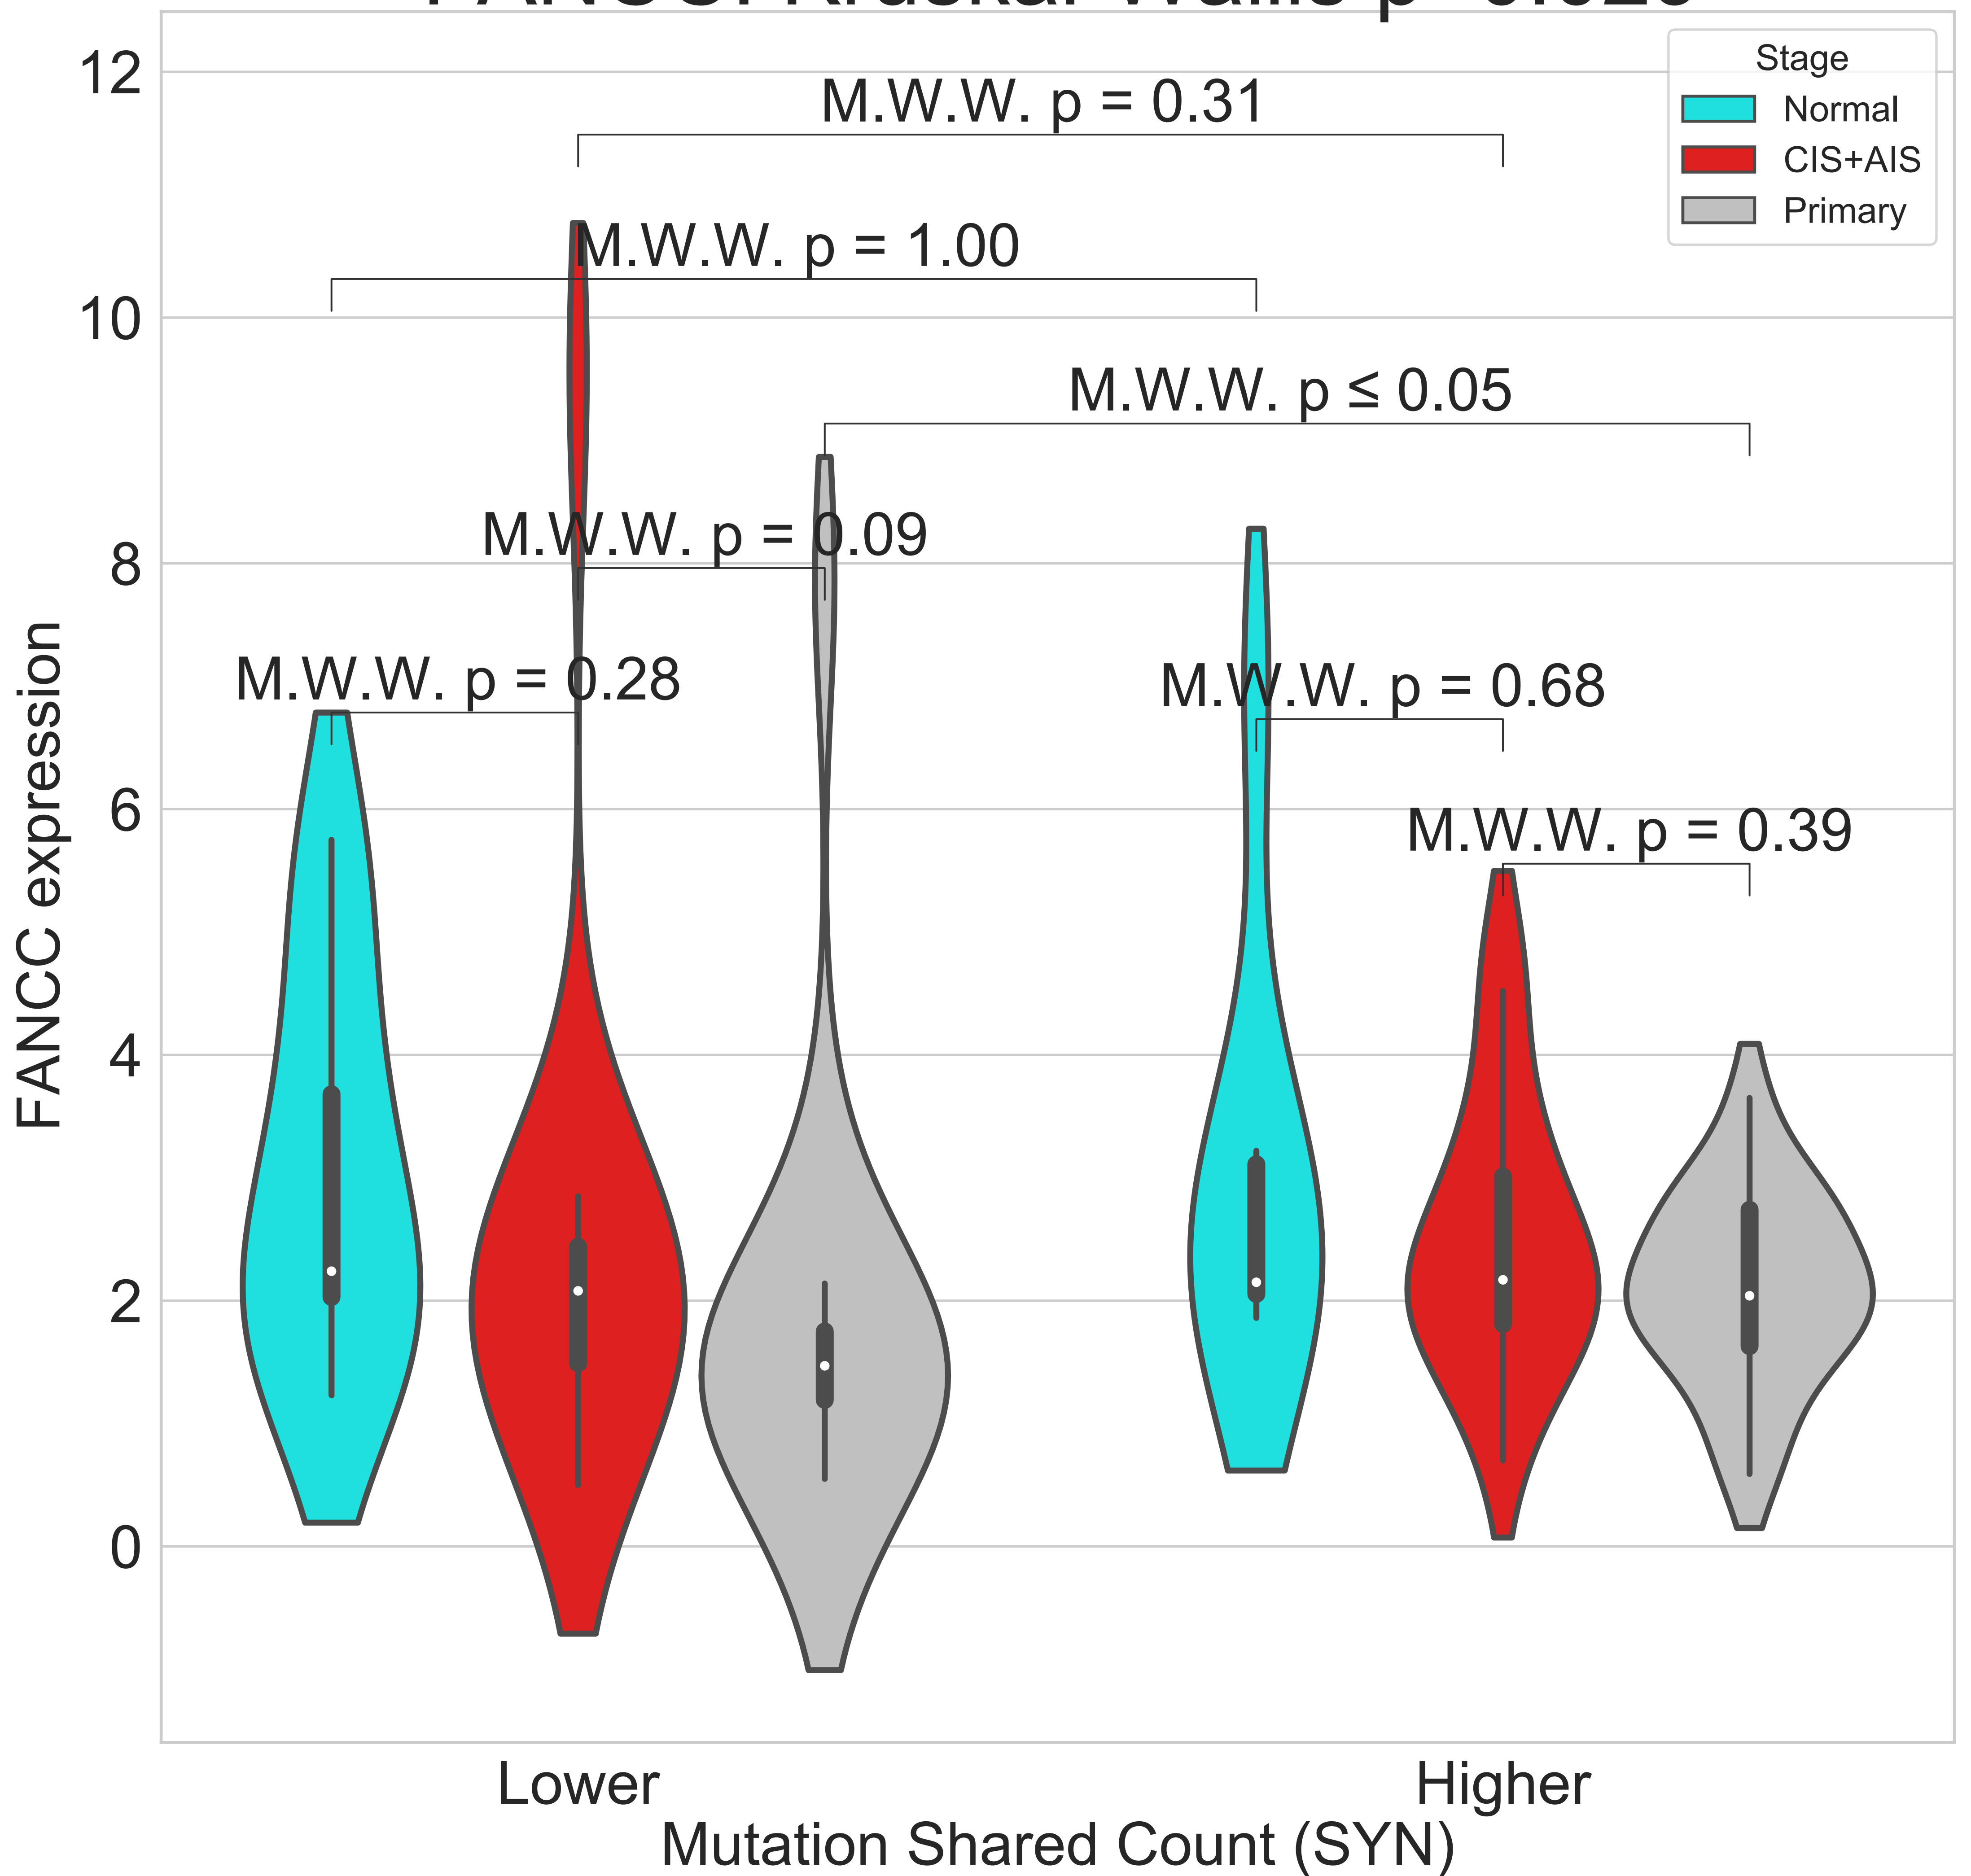 12
10
8
6
4
2
0
FANCC expression
Stage
Normal
CIS+AIS
Primary
M.W.W. p = 0.31
M.W.W. p = 1.00
M.W.W. p ≤ 0.05
M.W.W. p = 0.09
M.W.W. p = 0.28
M.W.W. p = 0.68
M.W.W. p = 0.39
Lower
Higher
Mutation Shared Count (SYN)